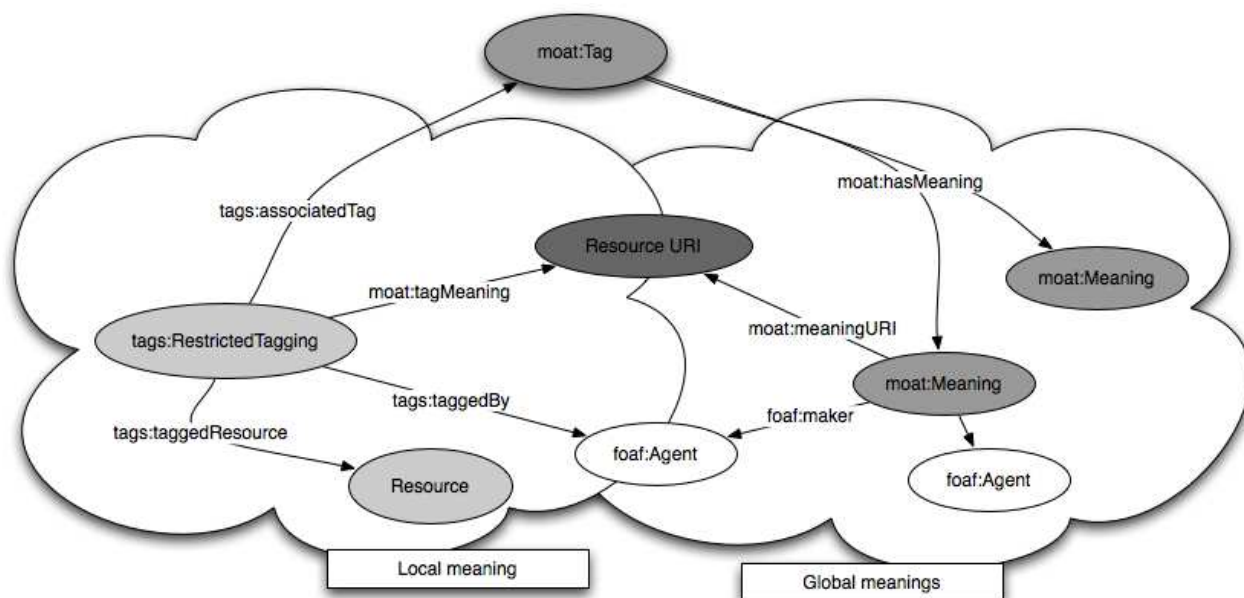 moat:Tag
moat:hasMeaning
tags:associatedTag
Resource URI
moat:Meaning
moat:tagMeaning
moat:meaningURI
tags:RestrictedTagging
moat:Meaning
tags:taggedBy
foaf:maker
tags:taggedResource
foaf:Agent
foaf:Agent
Resource
Local meaning
Global meanings